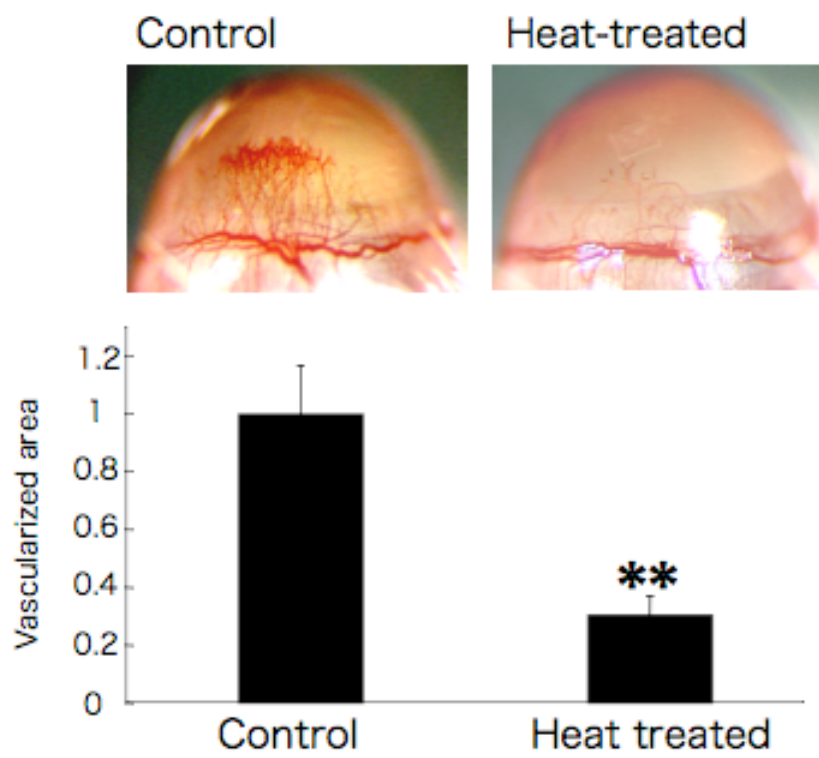 Control
Heat-treated
Vascularized area
1.2
1
0.8
0.6
0.4
0.2
0
**
Control
Heat treated